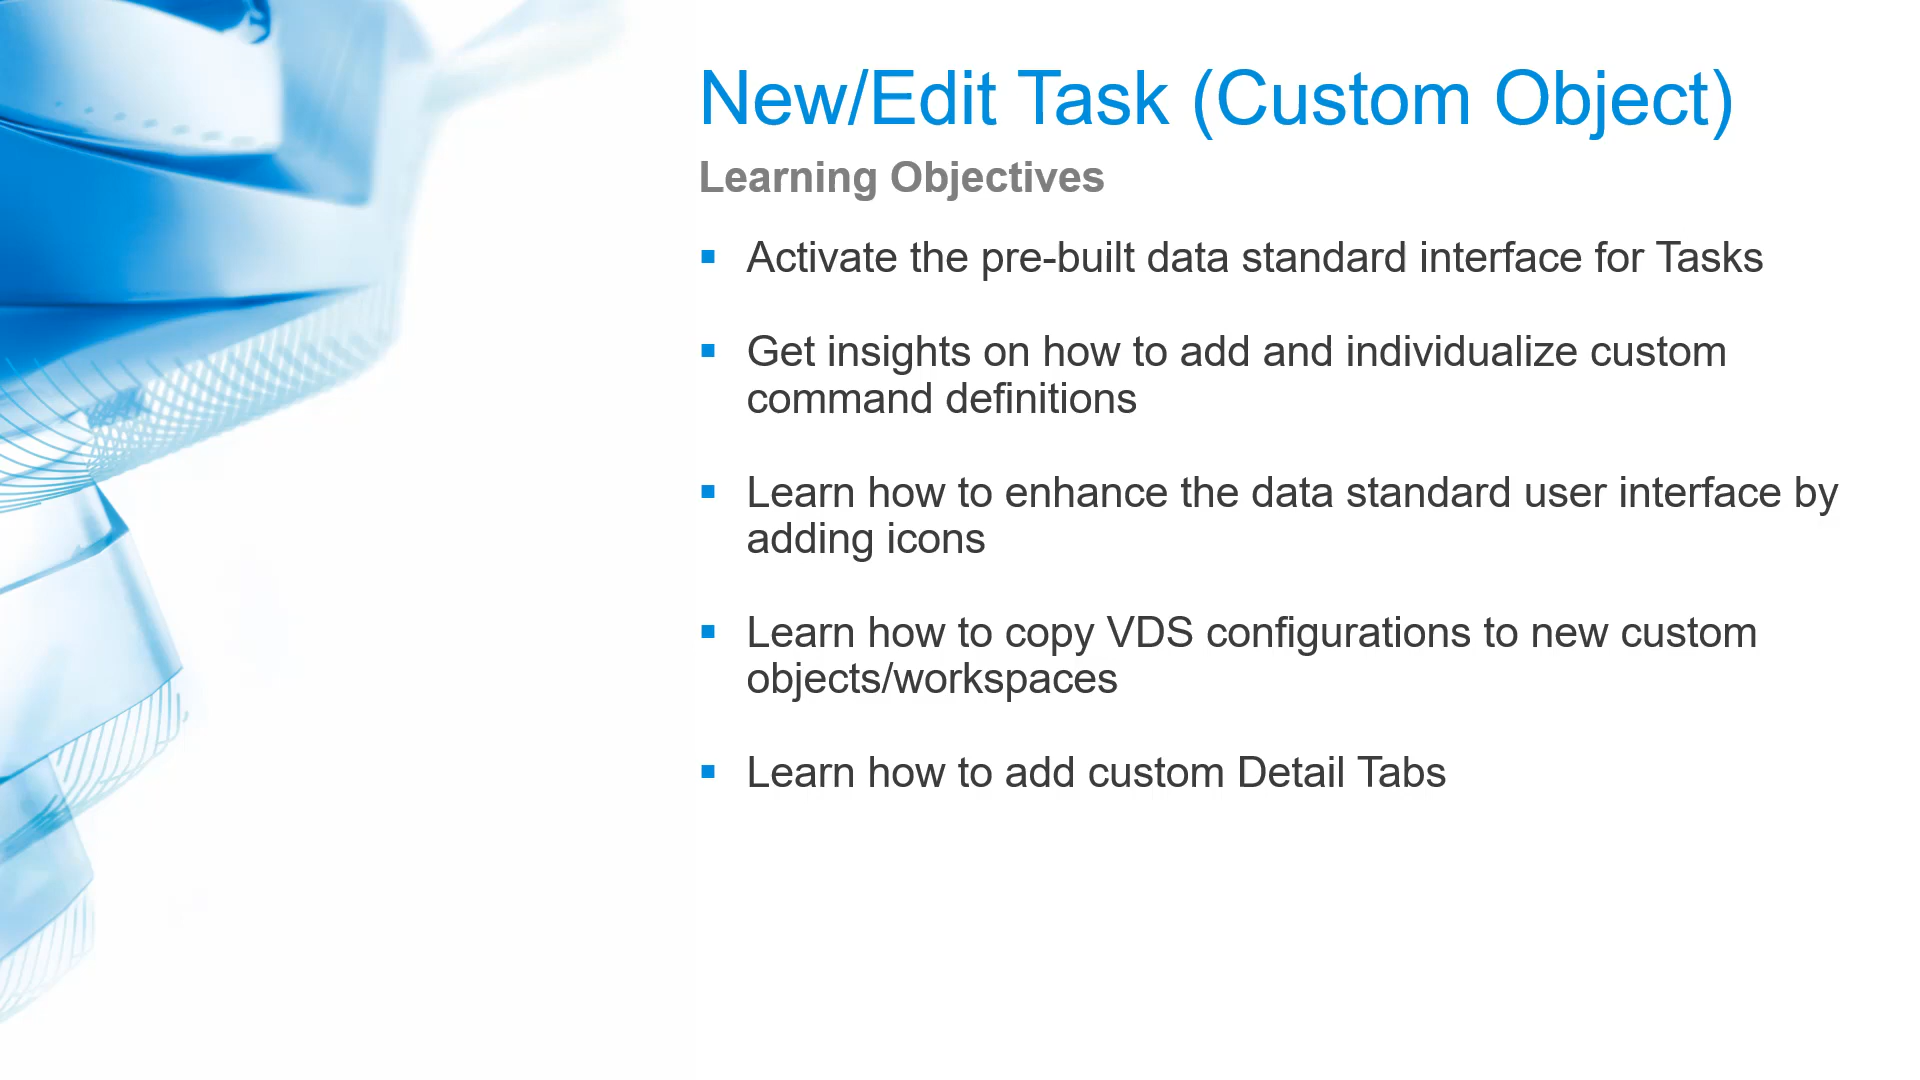 New/Edit Task (Custom Object)
Learning Objectives
▪ Activate the pre-built data standard interface for Tasks
▪ Get insights on how to add and individualize custom
command definitions
▪ Learn how to enhance the data standard user interface by
adding icons
▪ Learn how to copy VDS configurations to new custom
objects/workspaces
▪ Learn how to add custom Detail Tabs